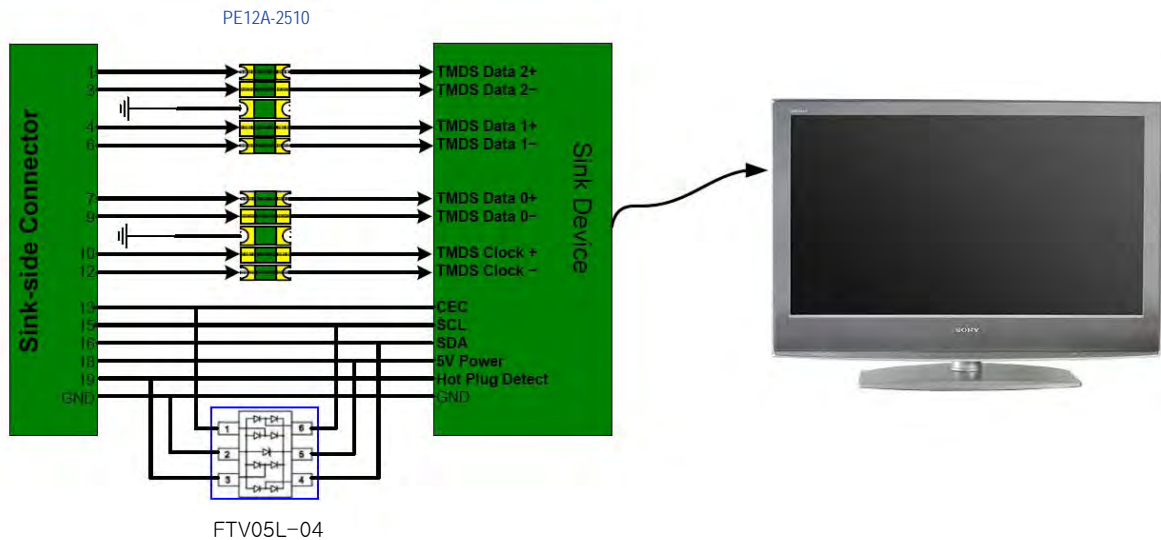 PE12A-2510
Sink-side Connector
1
3
4
6
7
9
10
12
13
15
16
18
19
GND
TMDS Data 2+
TMDS Data 2-
TMDS Data 1+
TMDS Data 1-
TMDS Data 0+
TMDS Data 0-
TMDS Clock +
TMDS Clock -
CEC
SCL
SDA
5V Power
Hot Plug Detect
GND
Sink Device
SONY
1
2
3
6
5
4
FTV05L-04